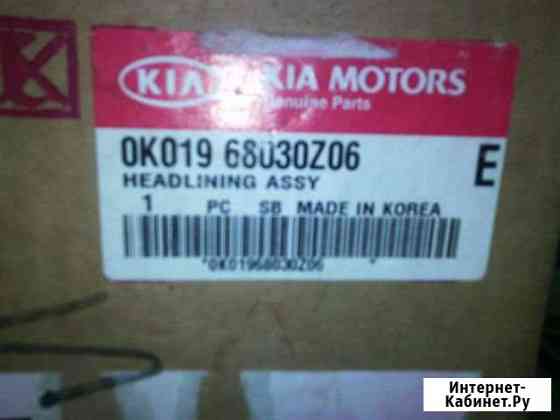 K
KIA KIA MOTORS
Genuine Parts
0K019 68030Z06
E
HEADLINING ASSY
1 PC SB MADE IN KOREA
*0K01968030Z06 *
Интернет-
Кабинет.Ру